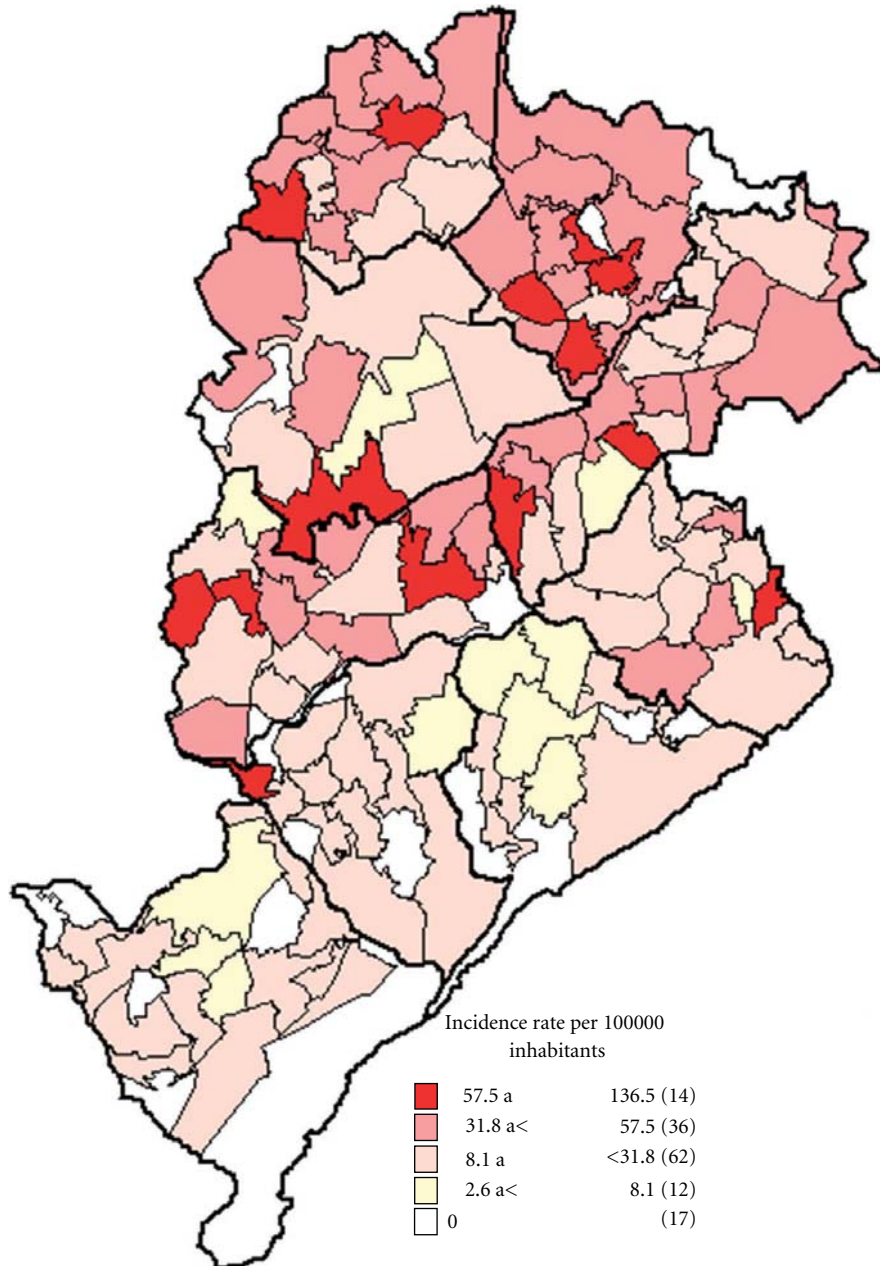 Incidence rate per 100000
inhabitants
57.5 a 136.5 (14)
31.8 a< 57.5 (36)
8.1 a <31.8 (62)
2.6 a< 8.1 (12)
0 (17)